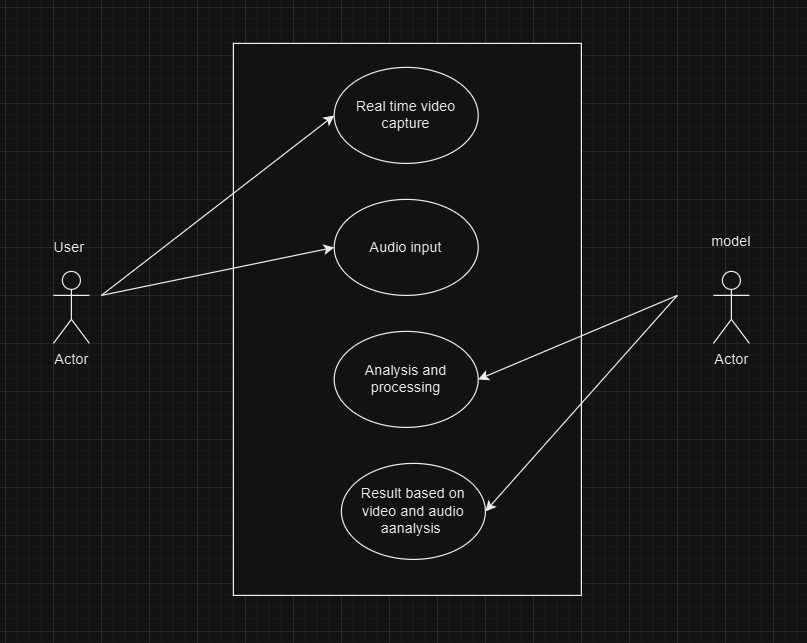 Real time video
capture
User
Audio input
model
Actor
Analysis and
processing
Actor
Result based on
video and audio
aanalysis